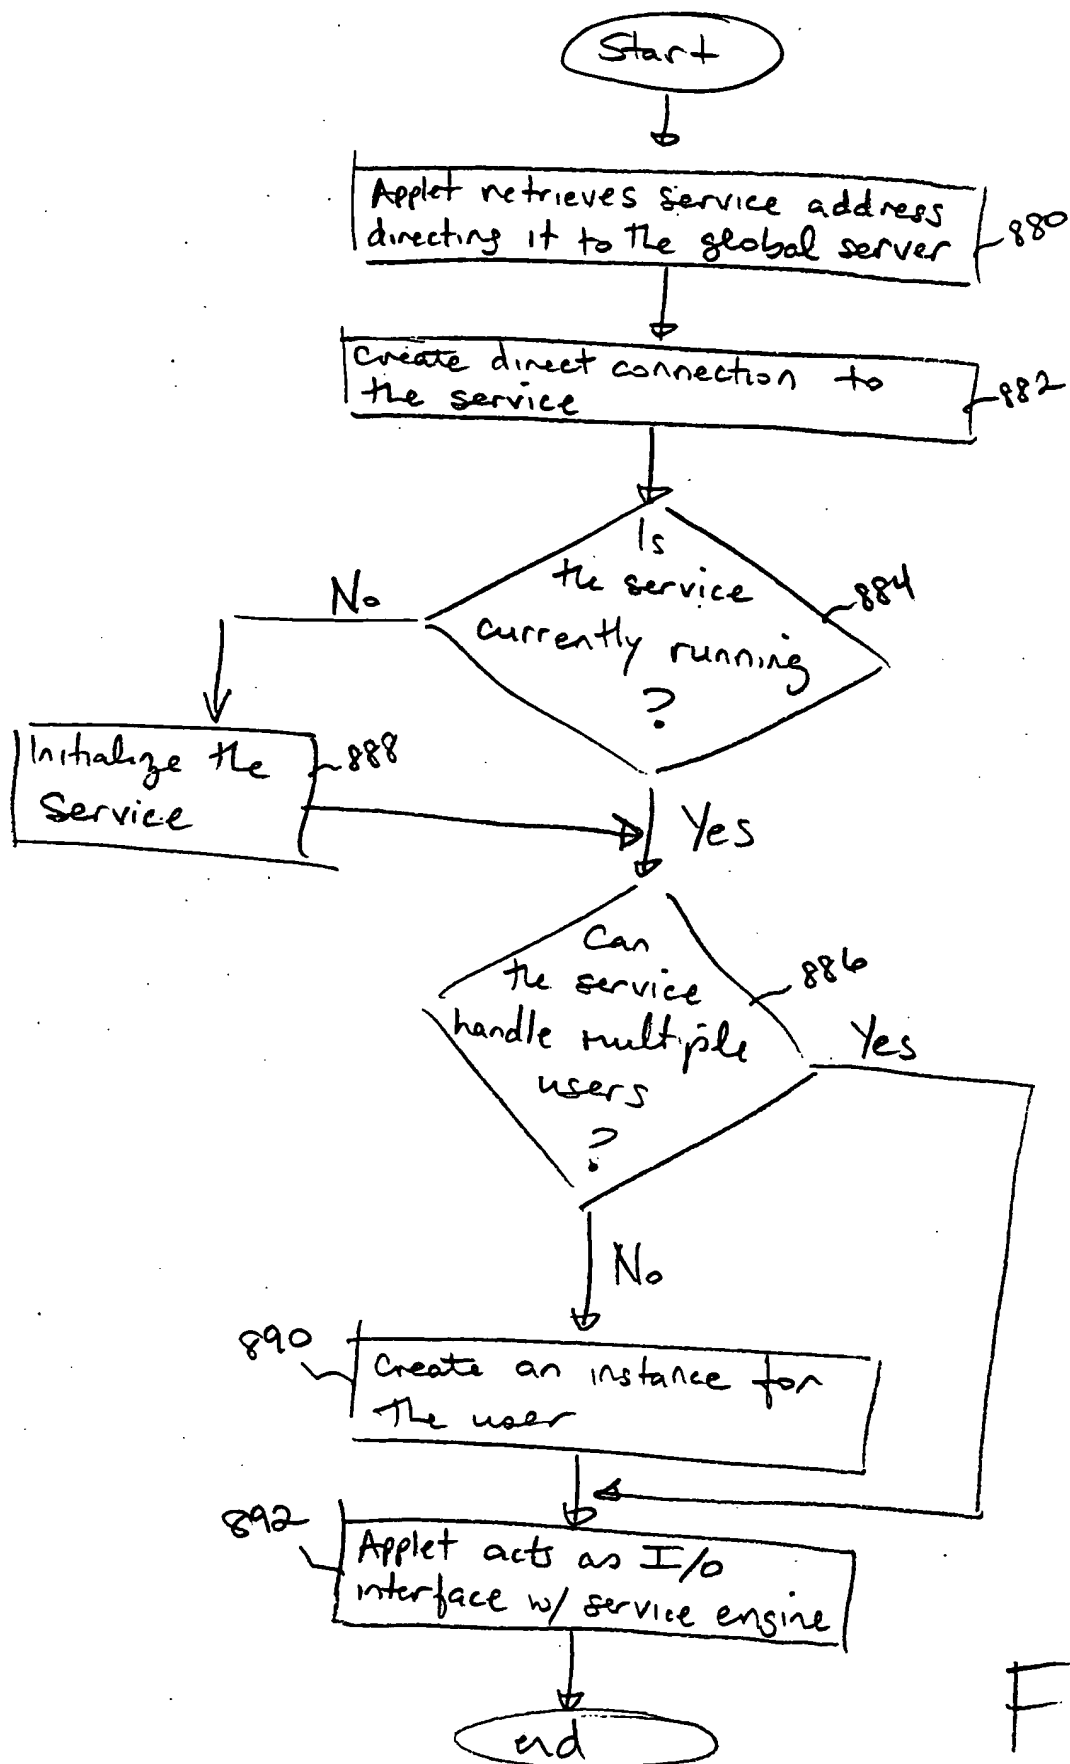 Start
Applet retrieves service address
directing it to the global server
880
Create direct connection to
the service
882
Is
the service
currently running
?
884
No
Initialize the
Service
888
Yes
Can
the service
handle multiple
users
?
886
Yes
No
890
Create an instance for
the user
892
Applet acts as I/O
interface w/ service engine
end
F